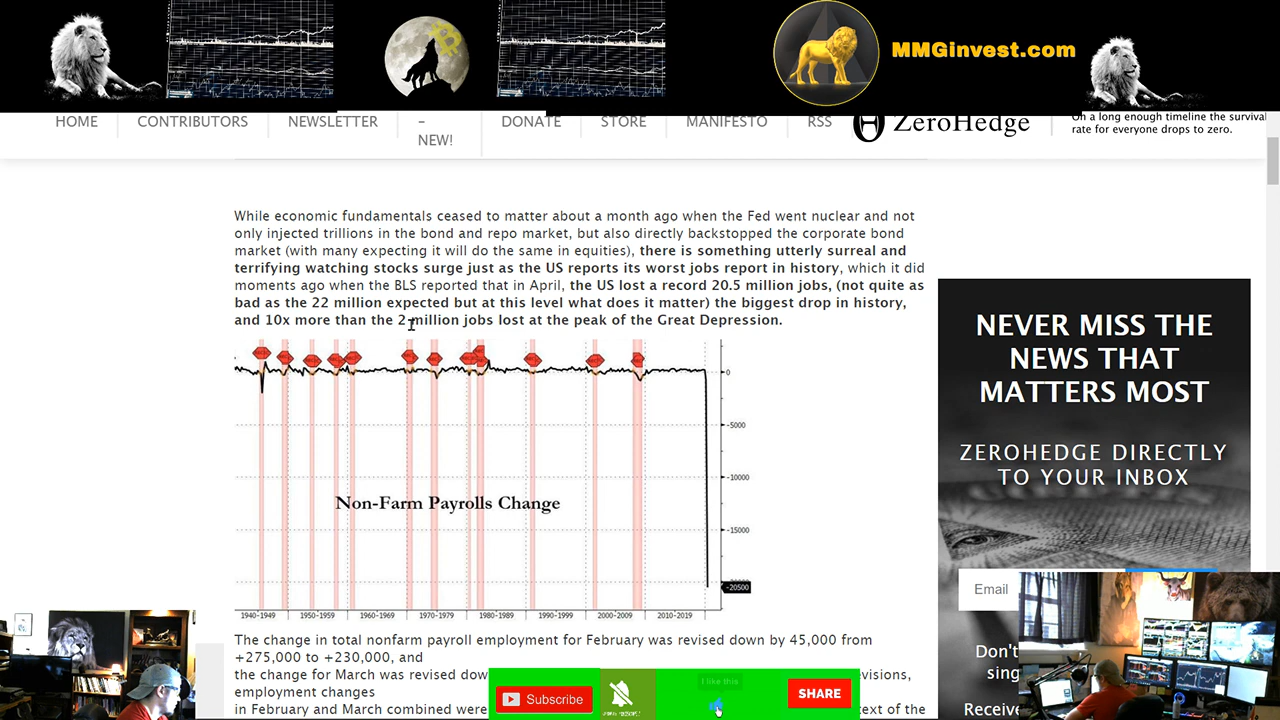 MMGinvest.com
HOME
CONTRIBUTORS
NEWSLETTER
–
NEW!
DONATE
STORE
MANIFESTO
RSS
ZeroHedge
On a long enough timeline the survival
rate for everyone drops to zero.
While economic fundamentals ceased to matter about a month ago when the Fed went nuclear and not
only injected trillions in the bond and repo market, but also directly backstopped the corporate bond
market (with many expecting it will do the same in equities), there is something utterly surreal and
terrifying watching stocks surge just as the US reports its worst jobs report in history, which it did
moments ago when the BLS reported that in April, the US lost a record 20.5 million jobs, (not quite as
bad as the 22 million expected but at this level what does it matter) the biggest drop in history,
and 10x more than the 2 million jobs lost at the peak of the Great Depression.
0
-5000
-10000
-15000
-20500
Non-Farm Payrolls Change
1940-1949
1950-1959
1960-1969
1970-1979
1980-1989
1990-1999
2000-2009
2010-2019
The change in total nonfarm payroll employment for February was revised down by 45,000 from
+275,000 to +230,000, and
the change for March was revised dow
visions,
employment changes
in February and March combined were
text of the
NEVER MISS THE
NEWS THAT
MATTERS MOST
ZEROHEDGE DIRECTLY
TO YOUR INBOX
Email
Don't
sing
Receive
Subscribe
I like this
SHARE